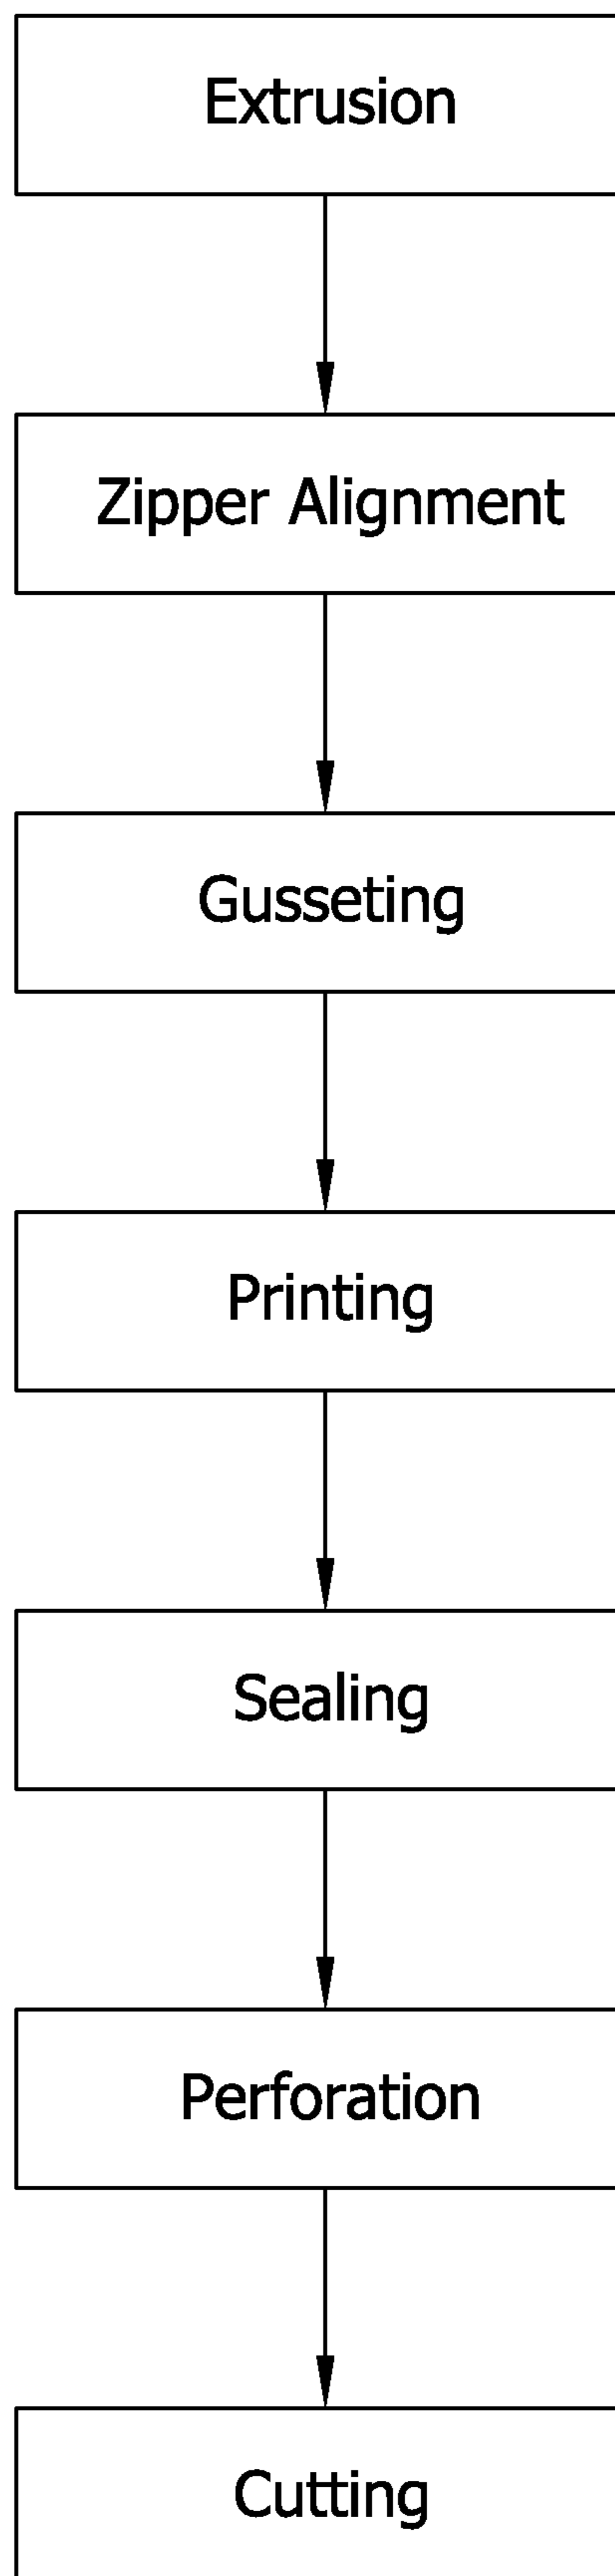 Extrusion
Zipper Alignment
Gusseting
Printing
Sealing
Perforation
Cutting